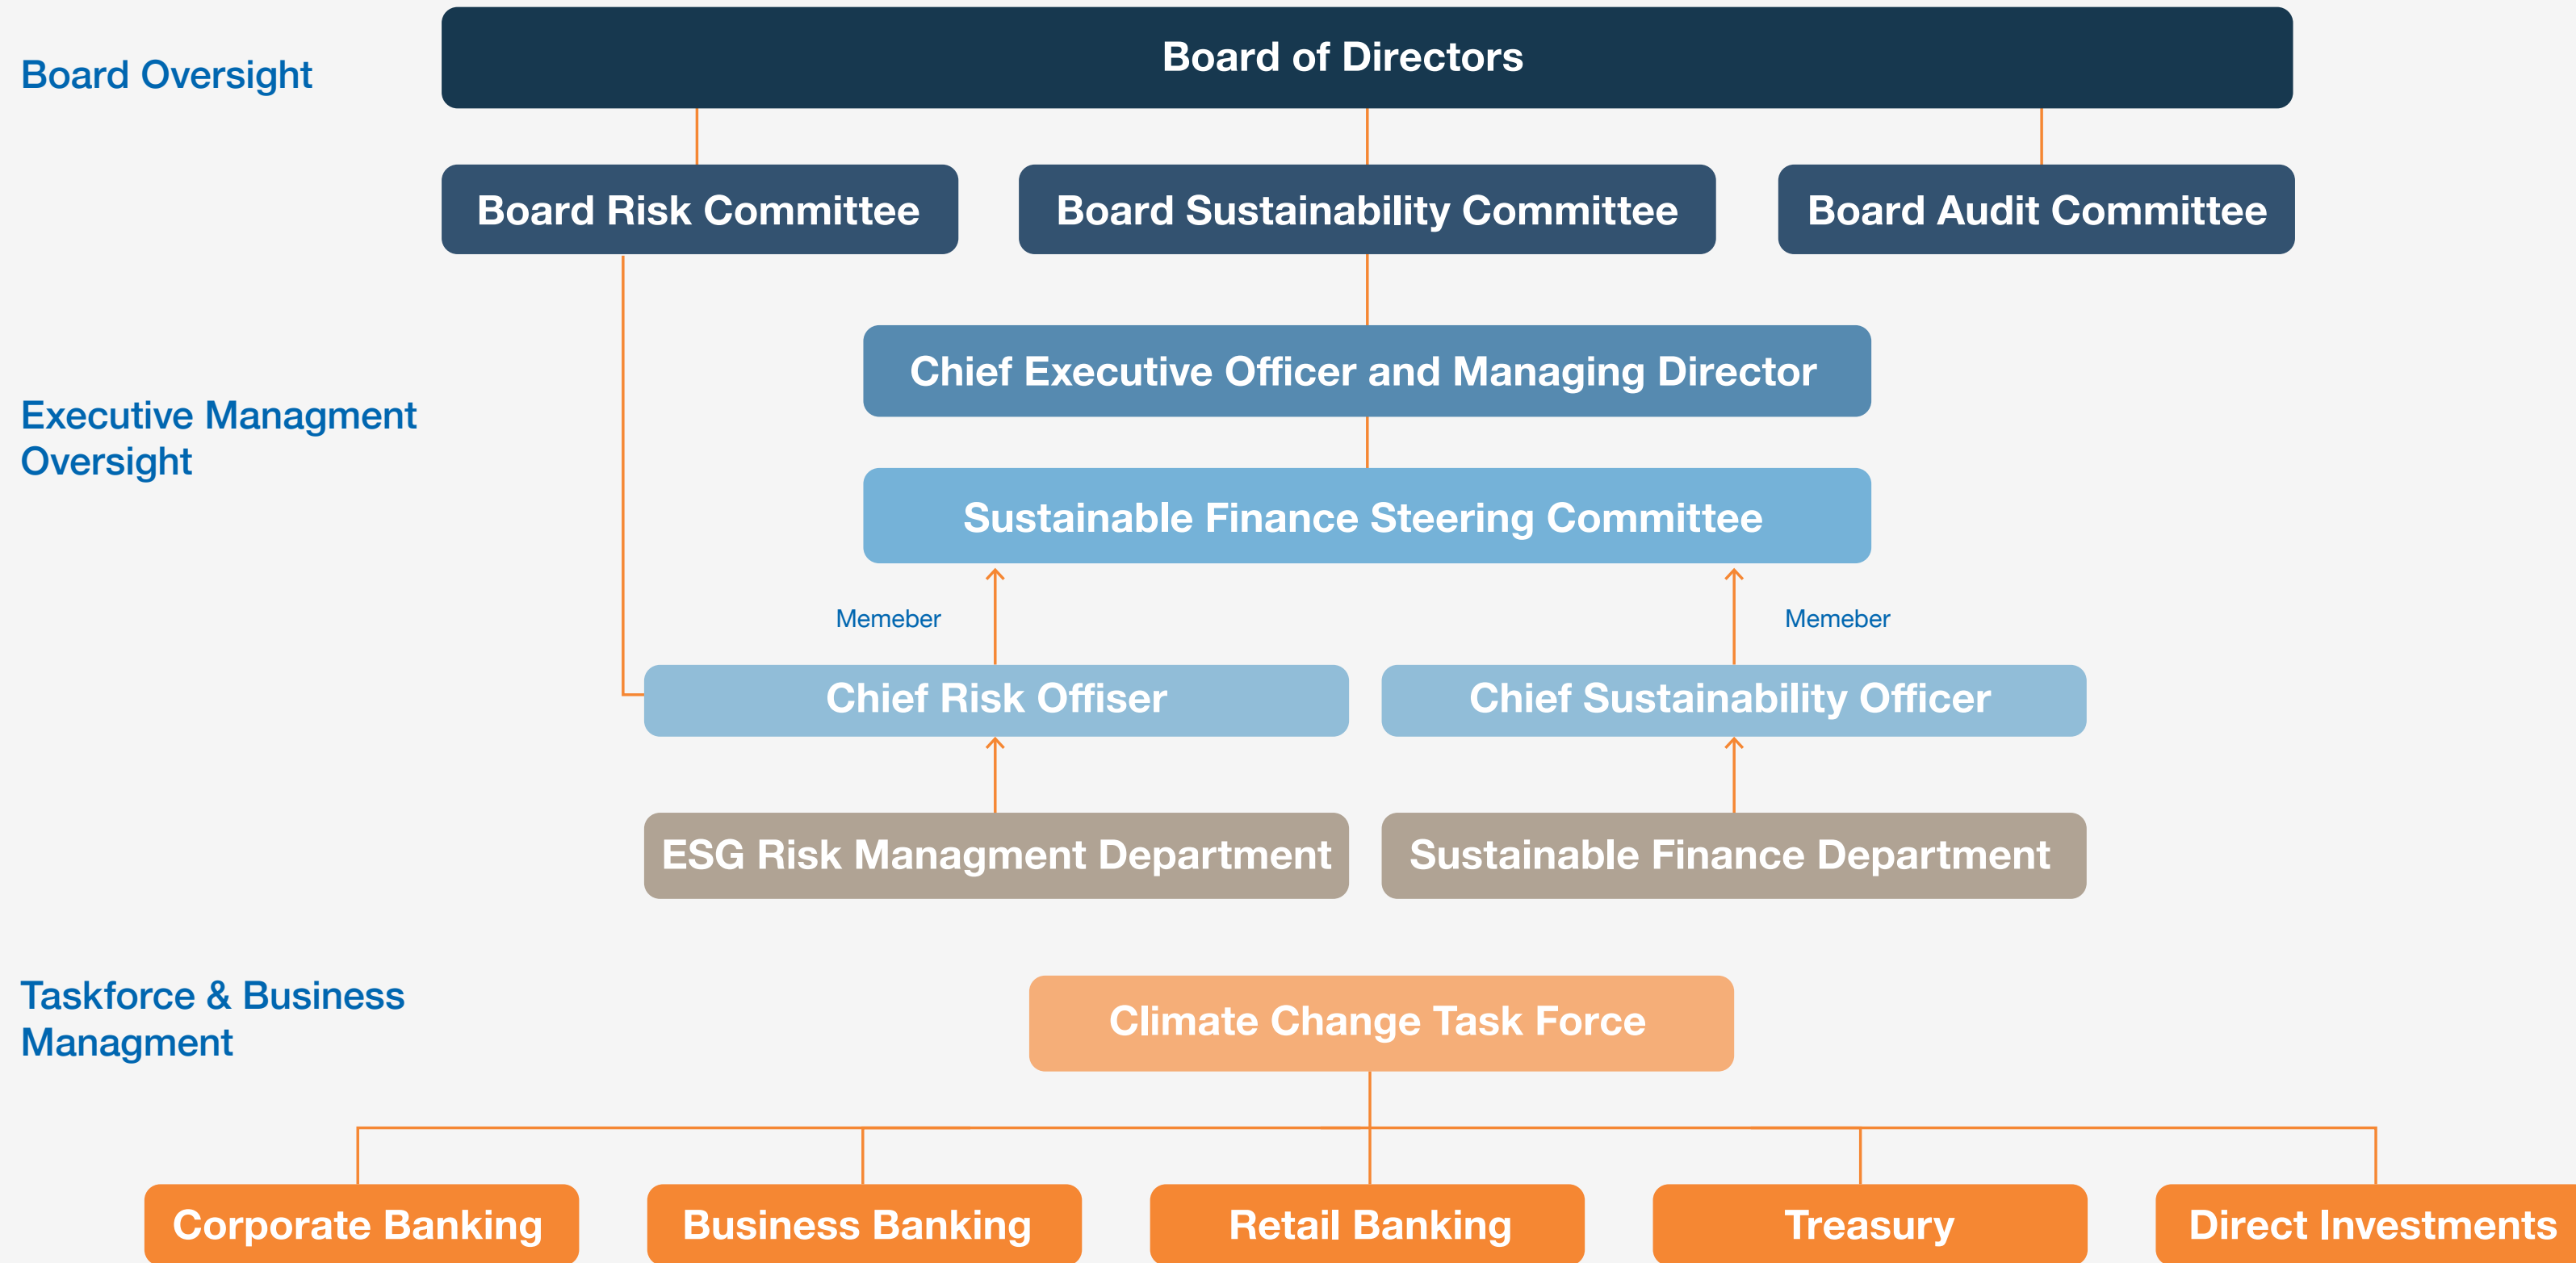 Board Oversight
Board of Directors
Board Risk Committee
Board Sustainability Committee
Board Audit Committee
Executive Managment
Oversight
Chief Executive Officer and Managing Director
Sustainable Finance Steering Committee
Memeber
Memeber
Chief Risk Offiser
Chief Sustainability Officer
ESG Risk Managment Department
Sustainable Finance Department
Taskforce & Business
Managment
Climate Change Task Force
Corporate Banking
Business Banking
Retail Banking
Treasury
Direct Investments